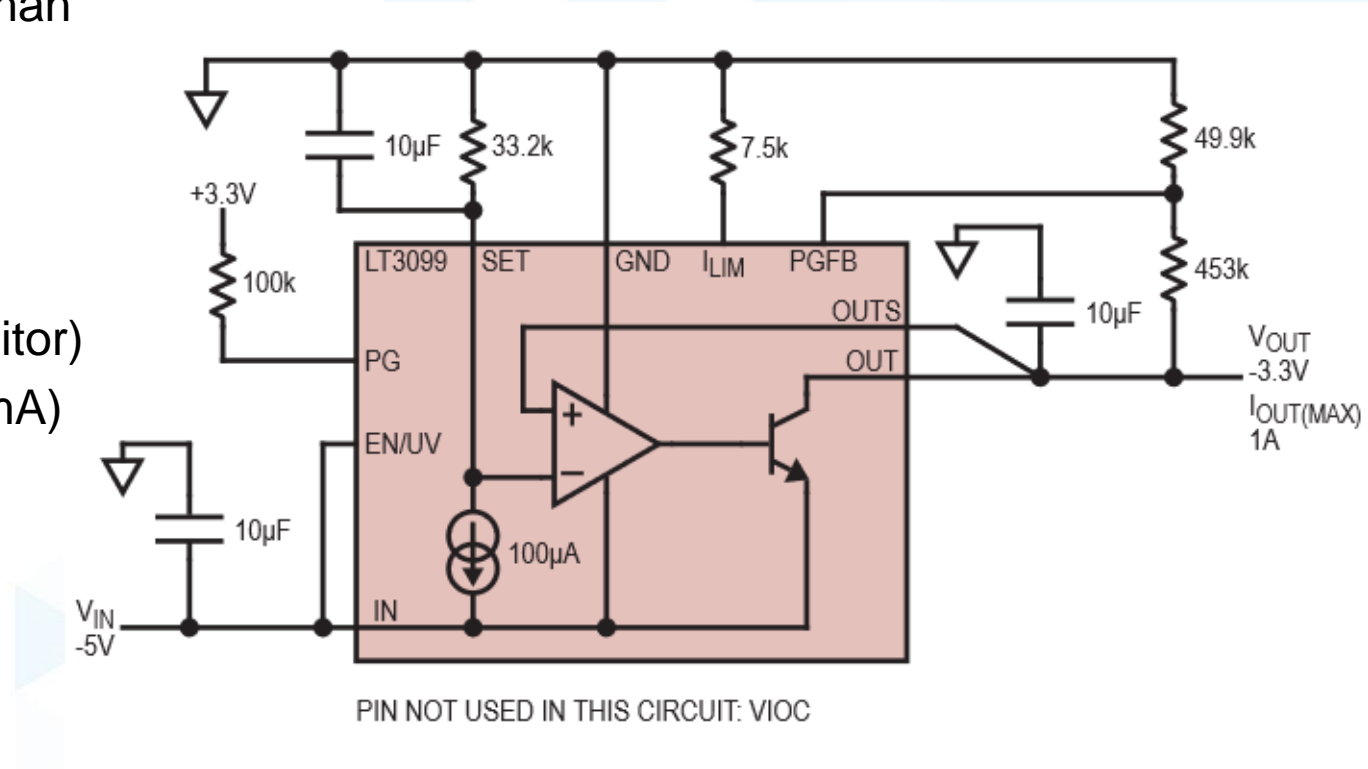 10µF
33.2k
7.5k
49.9k
+3.3V
100k
LT3099
SET
GND
ILIM
PGFB
453k
OUTS
10µF
itor)
OUT
VOUT
-3.3V
PG
IOUT(MAX)
1A
EN/UV
+
−
10µF
100µA
IN
VIN
-5V
PIN NOT USED IN THIS CIRCUIT: VIOC